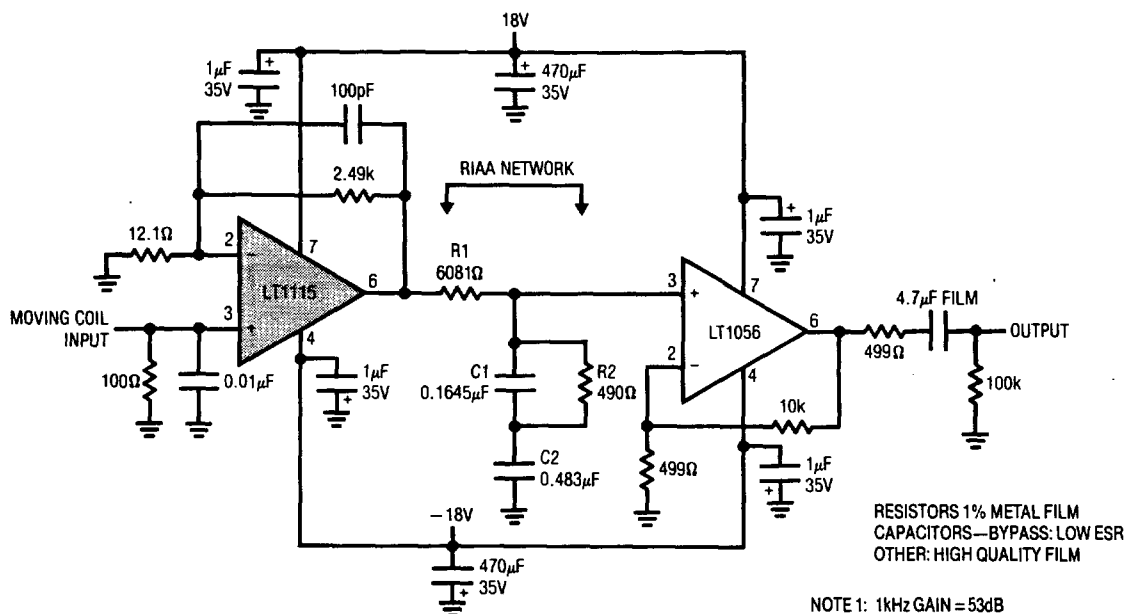 18V
1µF
35V
470µF
35V
100pF
2.49k
RIAA NETWORK
1µF
35V
12.1Ω
2
7
R1
6081Ω
LT1115
6
3
7
4.7µF FILM
MOVING COIL
INPUT
3
LT1056
6
OUTPUT
4
499Ω
2
4
100Ω
0.01µF
1µF
35V
C1
0.1645µF
R2
490Ω
100k
10k
C2
0.483µF
499Ω
1µF
35V
–18V
470µF
35V
RESISTORS 1% METAL FILM
CAPACITORS—BYPASS: LOW ESR
OTHER: HIGH QUALITY FILM
NOTE 1: 1kHz GAIN = 53dB